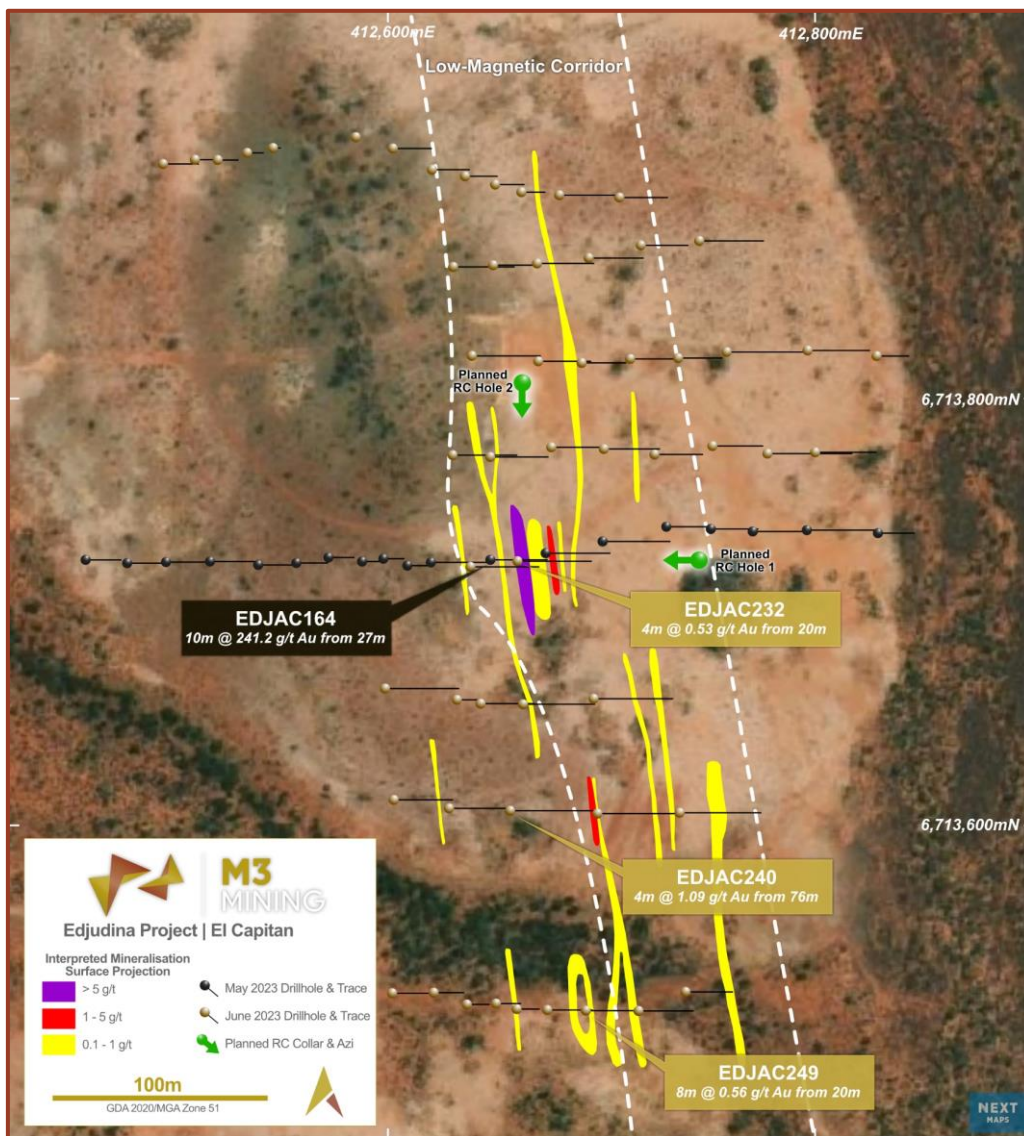 412,600mE
412,800mE
Low-Magnetic Corridor
Planned
RC Hole 2
6,713,800mN
Planned
RC Hole 1
EDJAC164
10m @ 241.2 g/t Au from 27m
EDJAC232
4m @ 0.53 g/t Au from 20m
6,713,600mN
EDJAC240
4m @ 1.09 g/t Au from 76m
EDJAC249
8m @ 0.56 g/t Au from 20m
M3
MINING
Edjudina Project | El Capitan
Interpreted Mineralisation
Surface Projection
> 5 g/t
1 - 5 g/t
0.1 - 1 g/t
May 2023 Drillhole & Trace
June 2023 Drillhole & Trace
Planned RC Collar & Azi
100m
GDA 2020/MGA Zone 51
NEXT
MAPS